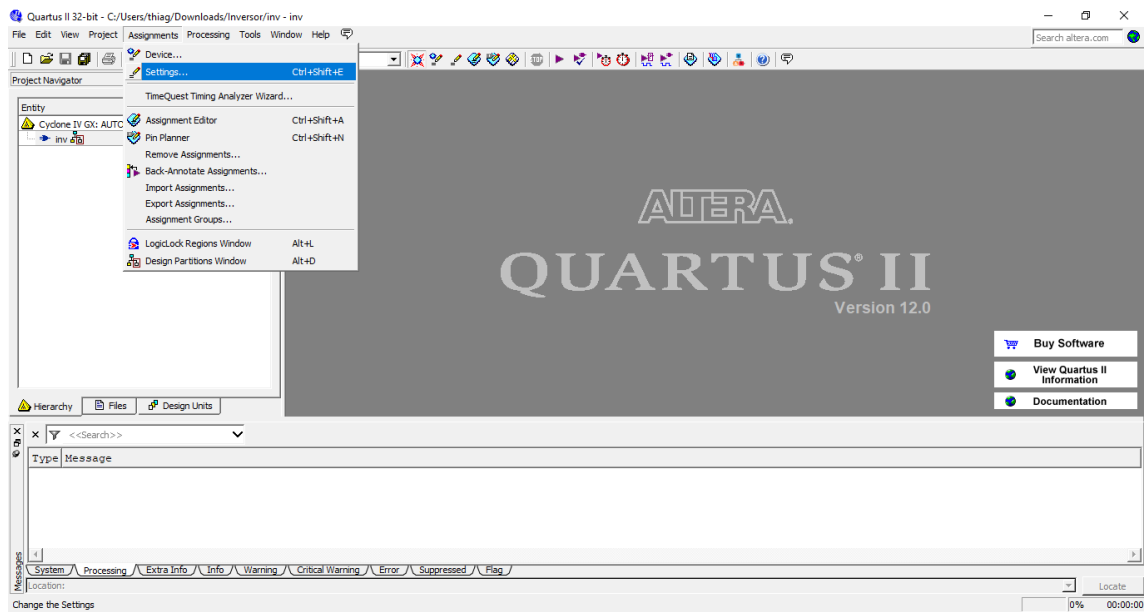 Quartus II 32-bit - C:/Users/thiag/Downloads/Inversor/inv - inv
File Edit View Project Assignments Processing Tools Window Help
Search altera.com
Device...
Settings... Ctrl+Shift+E
TimeQuest Timing Analyzer Wizard...
Assignment Editor Ctrl+Shift+A
Pin Planner Ctrl+Shift+N
Remove Assignments...
Back-Annotate Assignments...
Import Assignments...
Export Assignments...
Assignment Groups...
LogicLock Regions Window Alt+L
Design Partitions Window Alt+D
STOP
Project Navigator
Entity
Cyclone IV GX: AUTO
inv
Hierarchy Files Design Units
ALTERA.
QUARTUS® II
Version 12.0
Buy Software
View Quartus II
Information
Documentation
<<Search>>
Type Message
Messages
System Processing Extra Info Info Warning Critical Warning Error Suppressed Flag
Location: Locate
Change the Settings 0% 00:00:00